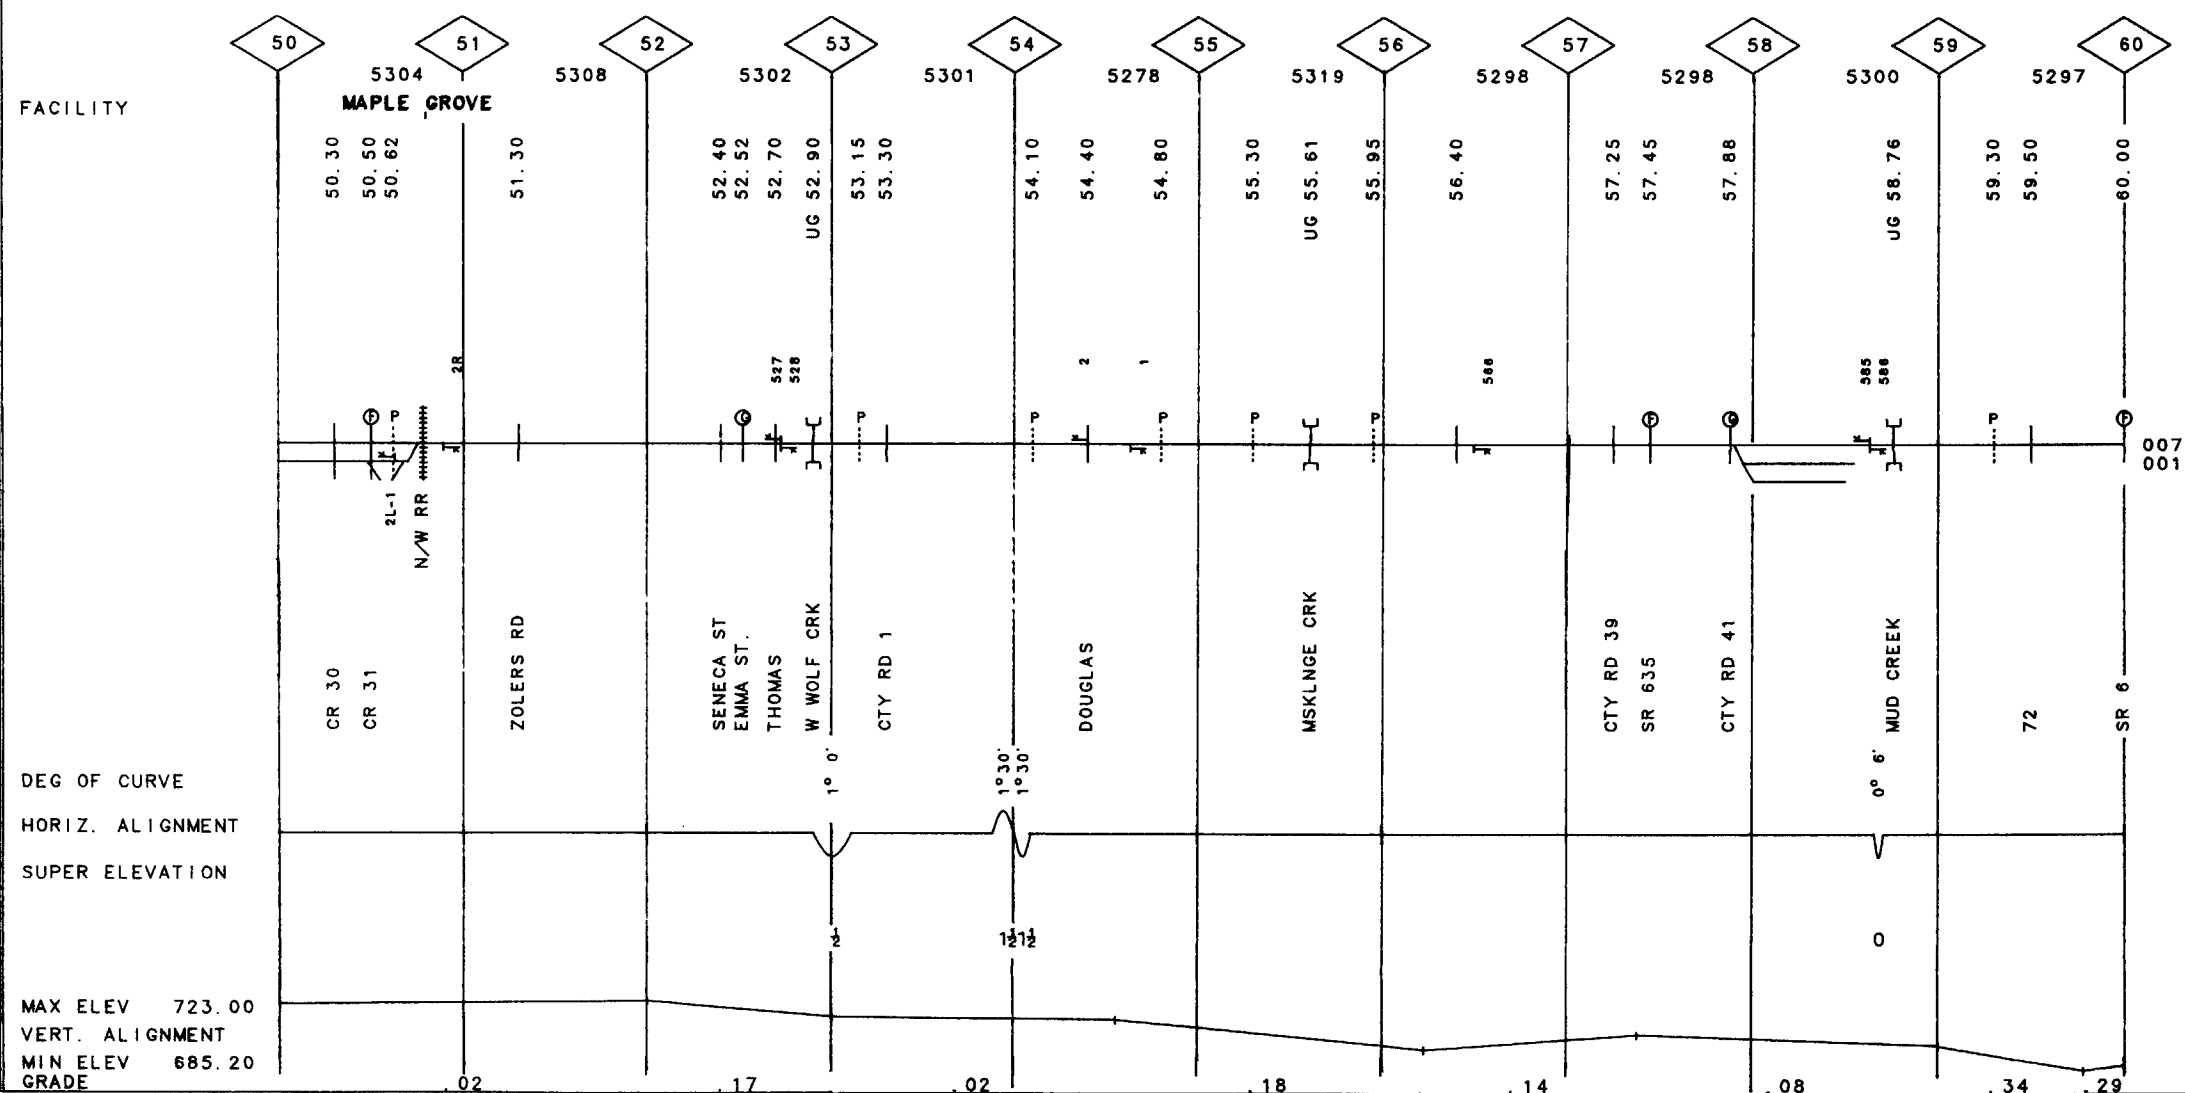 50 51 52 53 54 55 56 57 58 59 60
5304 5308 5302 5301 5278 5319 5298 5298 5300 5297
FACILITY
MAPLE GROVE
50.30
50.50
50.62
51.30
52.40
52.52
52.70
UG 52.90
53.15
53.30
54.10
54.40
54.80
55.30
UG 55.61
55.95
56.40
57.25
57.45
57.88
UG 58.76
59.30
59.50
60.00
2R
527
528
2
1
566
585
586
F P G P P P P P F G P F
007
001
2L-1
N/W RR
CR 30
CR 31
ZOLERS RD
SENECA ST
EMMA ST.
THOMAS
W WOLF CRK
CTY RD 1
DOUGLAS
MSKLNGE CRK
CTY RD 39
SR 635
CTY RD 41
MUD CREEK
72
SR 6
DEG OF CURVE
1° 0'
1°30'
1°30'
0° 6'
HORIZ. ALIGNMENT
SUPER ELEVATION
½ 1½ 1½ 0
MAX ELEV 723.00
VERT. ALIGNMENT
MIN ELEV 685.20
GRADE
.02 .17 .02 .18 .14 .08 .34 .29